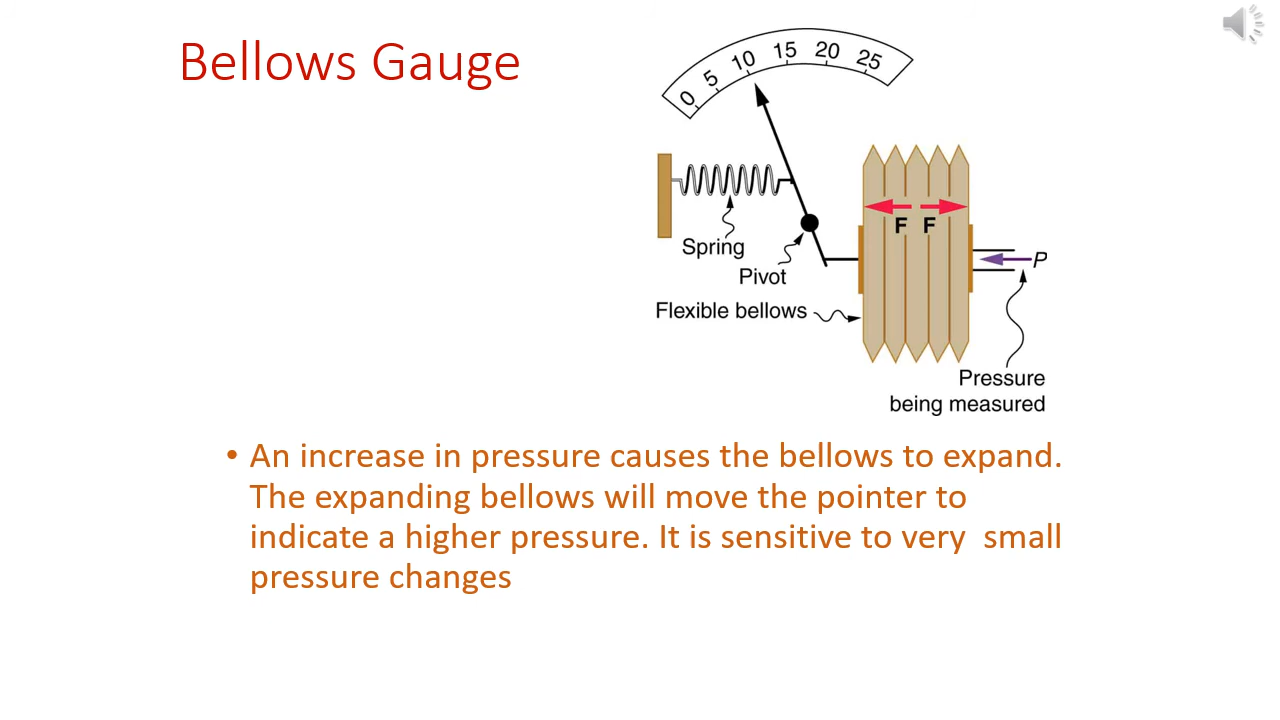 Bellows Gauge
0 5 10 15 20 25
F F
P
Spring
Pivot
Flexible bellows
Pressure
being measured
• An increase in pressure causes the bellows to expand.
The expanding bellows will move the pointer to
indicate a higher pressure. It is sensitive to very  small
pressure changes